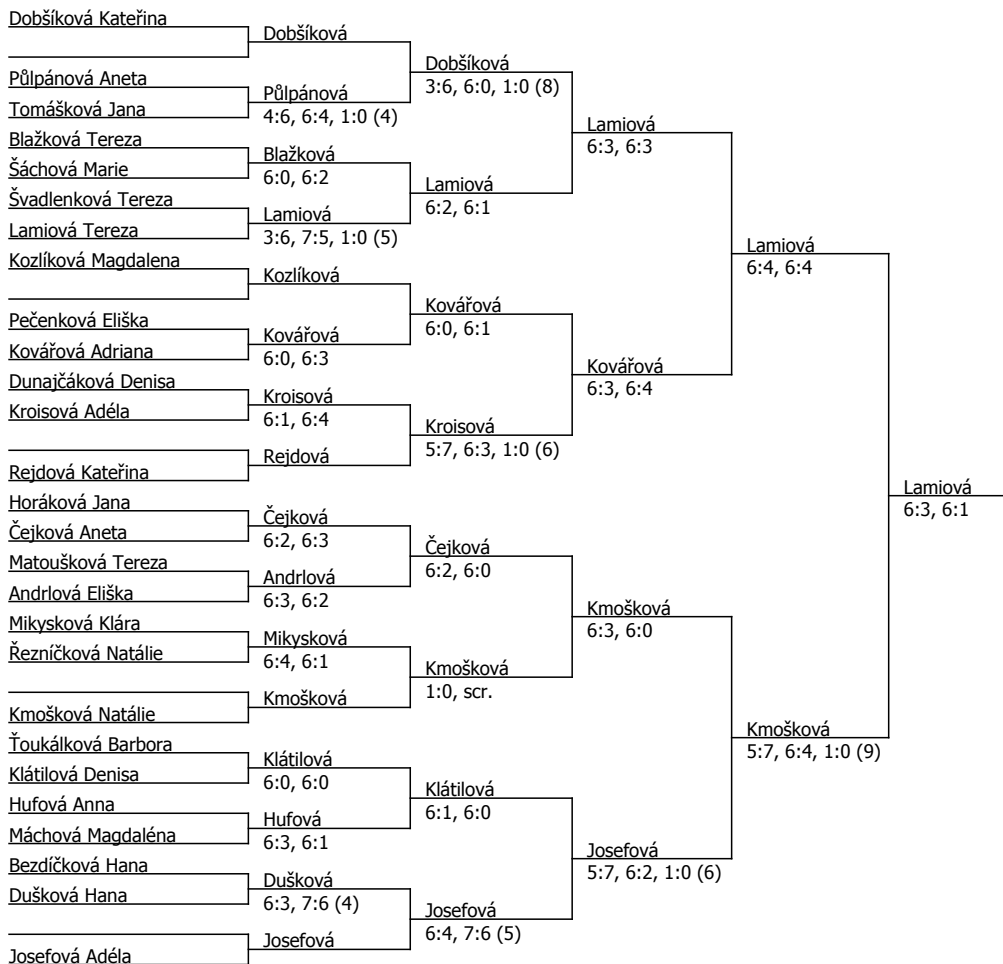 Dobšíková Kateřina
Půlpánová Aneta
Tomášková Jana
Blažková Tereza
Šáchová Marie
Švadlenková Tereza
Lamiová Tereza
Kozlíková Magdalena
Pečenková Eliška
Kovářová Adriana
Dunajčáková Denisa
Kroisová Adéla
Rejdová Kateřina
Horáková Jana
Čejková Aneta
Matoušková Tereza
Andrlová Eliška
Mikysková Klára
Řezníčková Natálie
Kmošková Natálie
Ťoukálková Barbora
Klátilová Denisa
Hufová Anna
Máchová Magdaléna
Bezdíčková Hana
Dušková Hana
Josefová Adéla
Dobšíková
Půlpánová
4:6, 6:4, 1:0 (4)
Blažková
6:0, 6:2
Lamiová
3:6, 7:5, 1:0 (5)
Kozlíková
Kovářová
6:0, 6:3
Kroisová
6:1, 6:4
Rejdová
Čejková
6:2, 6:3
Andrlová
6:3, 6:2
Mikysková
6:4, 6:1
Kmošková
Klátilová
6:0, 6:0
Hufová
6:3, 6:1
Dušková
6:3, 7:6 (4)
Josefová
Dobšíková
3:6, 6:0, 1:0 (8)
Lamiová
6:2, 6:1
Kovářová
6:0, 6:1
Kroisová
5:7, 6:3, 1:0 (6)
Čejková
6:2, 6:0
Kmošková
1:0, scr.
Klátilová
6:1, 6:0
Josefová
6:4, 7:6 (5)
Lamiová
6:3, 6:3
Kovářová
6:3, 6:4
Kmošková
6:3, 6:0
Josefová
5:7, 6:2, 1:0 (6)
Lamiová
6:4, 6:4
Kmošková
5:7, 6:4, 1:0 (9)
Lamiová
6:3, 6:1